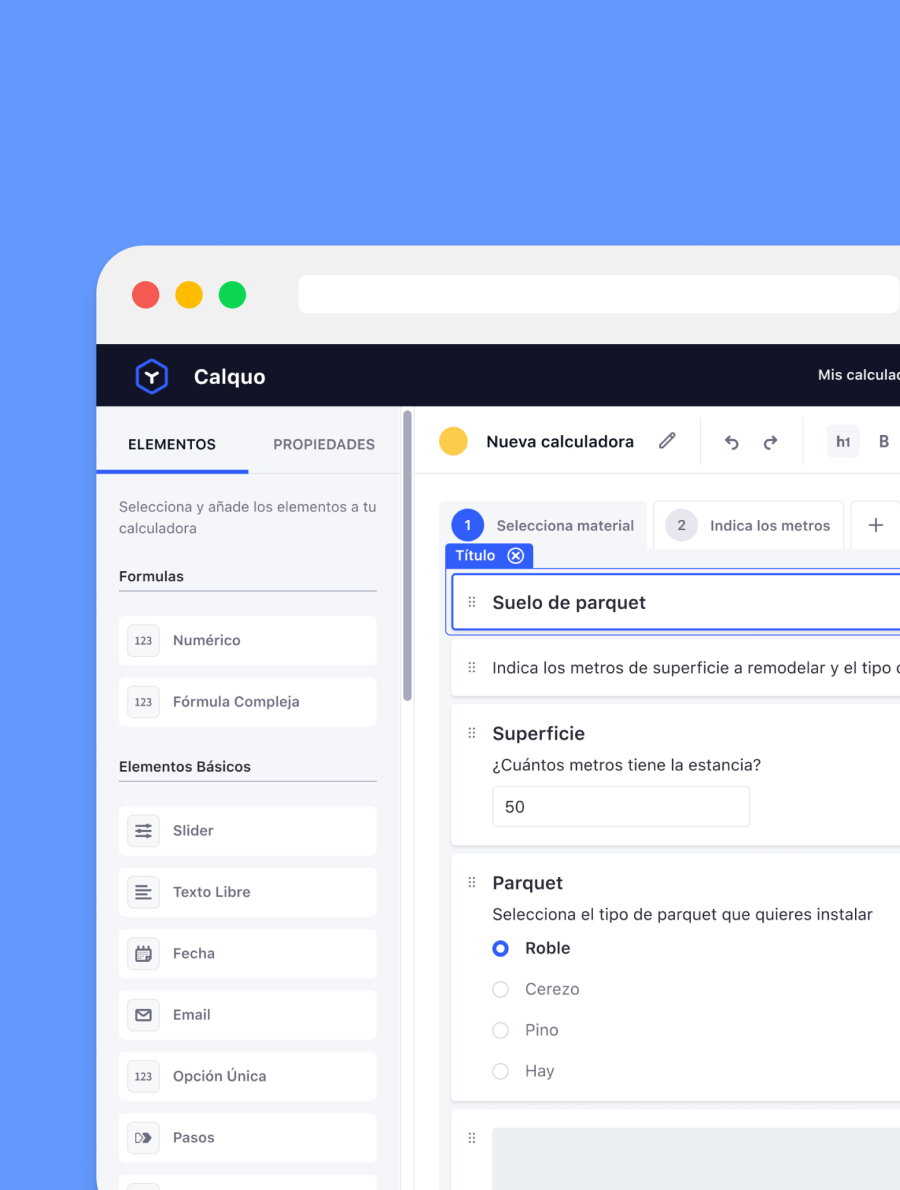 Calquo
Mis calculad
ELEMENTOS
PROPIEDADES
Nueva calculadora
h1
B
Selecciona y añade los elementos a tu
calculadora
Formulas
123
Numérico
123
Fórmula Compleja
Elementos Básicos
Slider
Texto Libre
Fecha
Email
123
Opción Única
Pasos
1
Selecciona material
2
Indica los metros
+
Título
Suelo de parquet
Indica los metros de superficie a remodelar y el tipo
Superficie
¿Cuántos metros tiene la estancia?
50
Parquet
Selecciona el tipo de parquet que quieres instalar
Roble
Cerezo
Pino
Hay